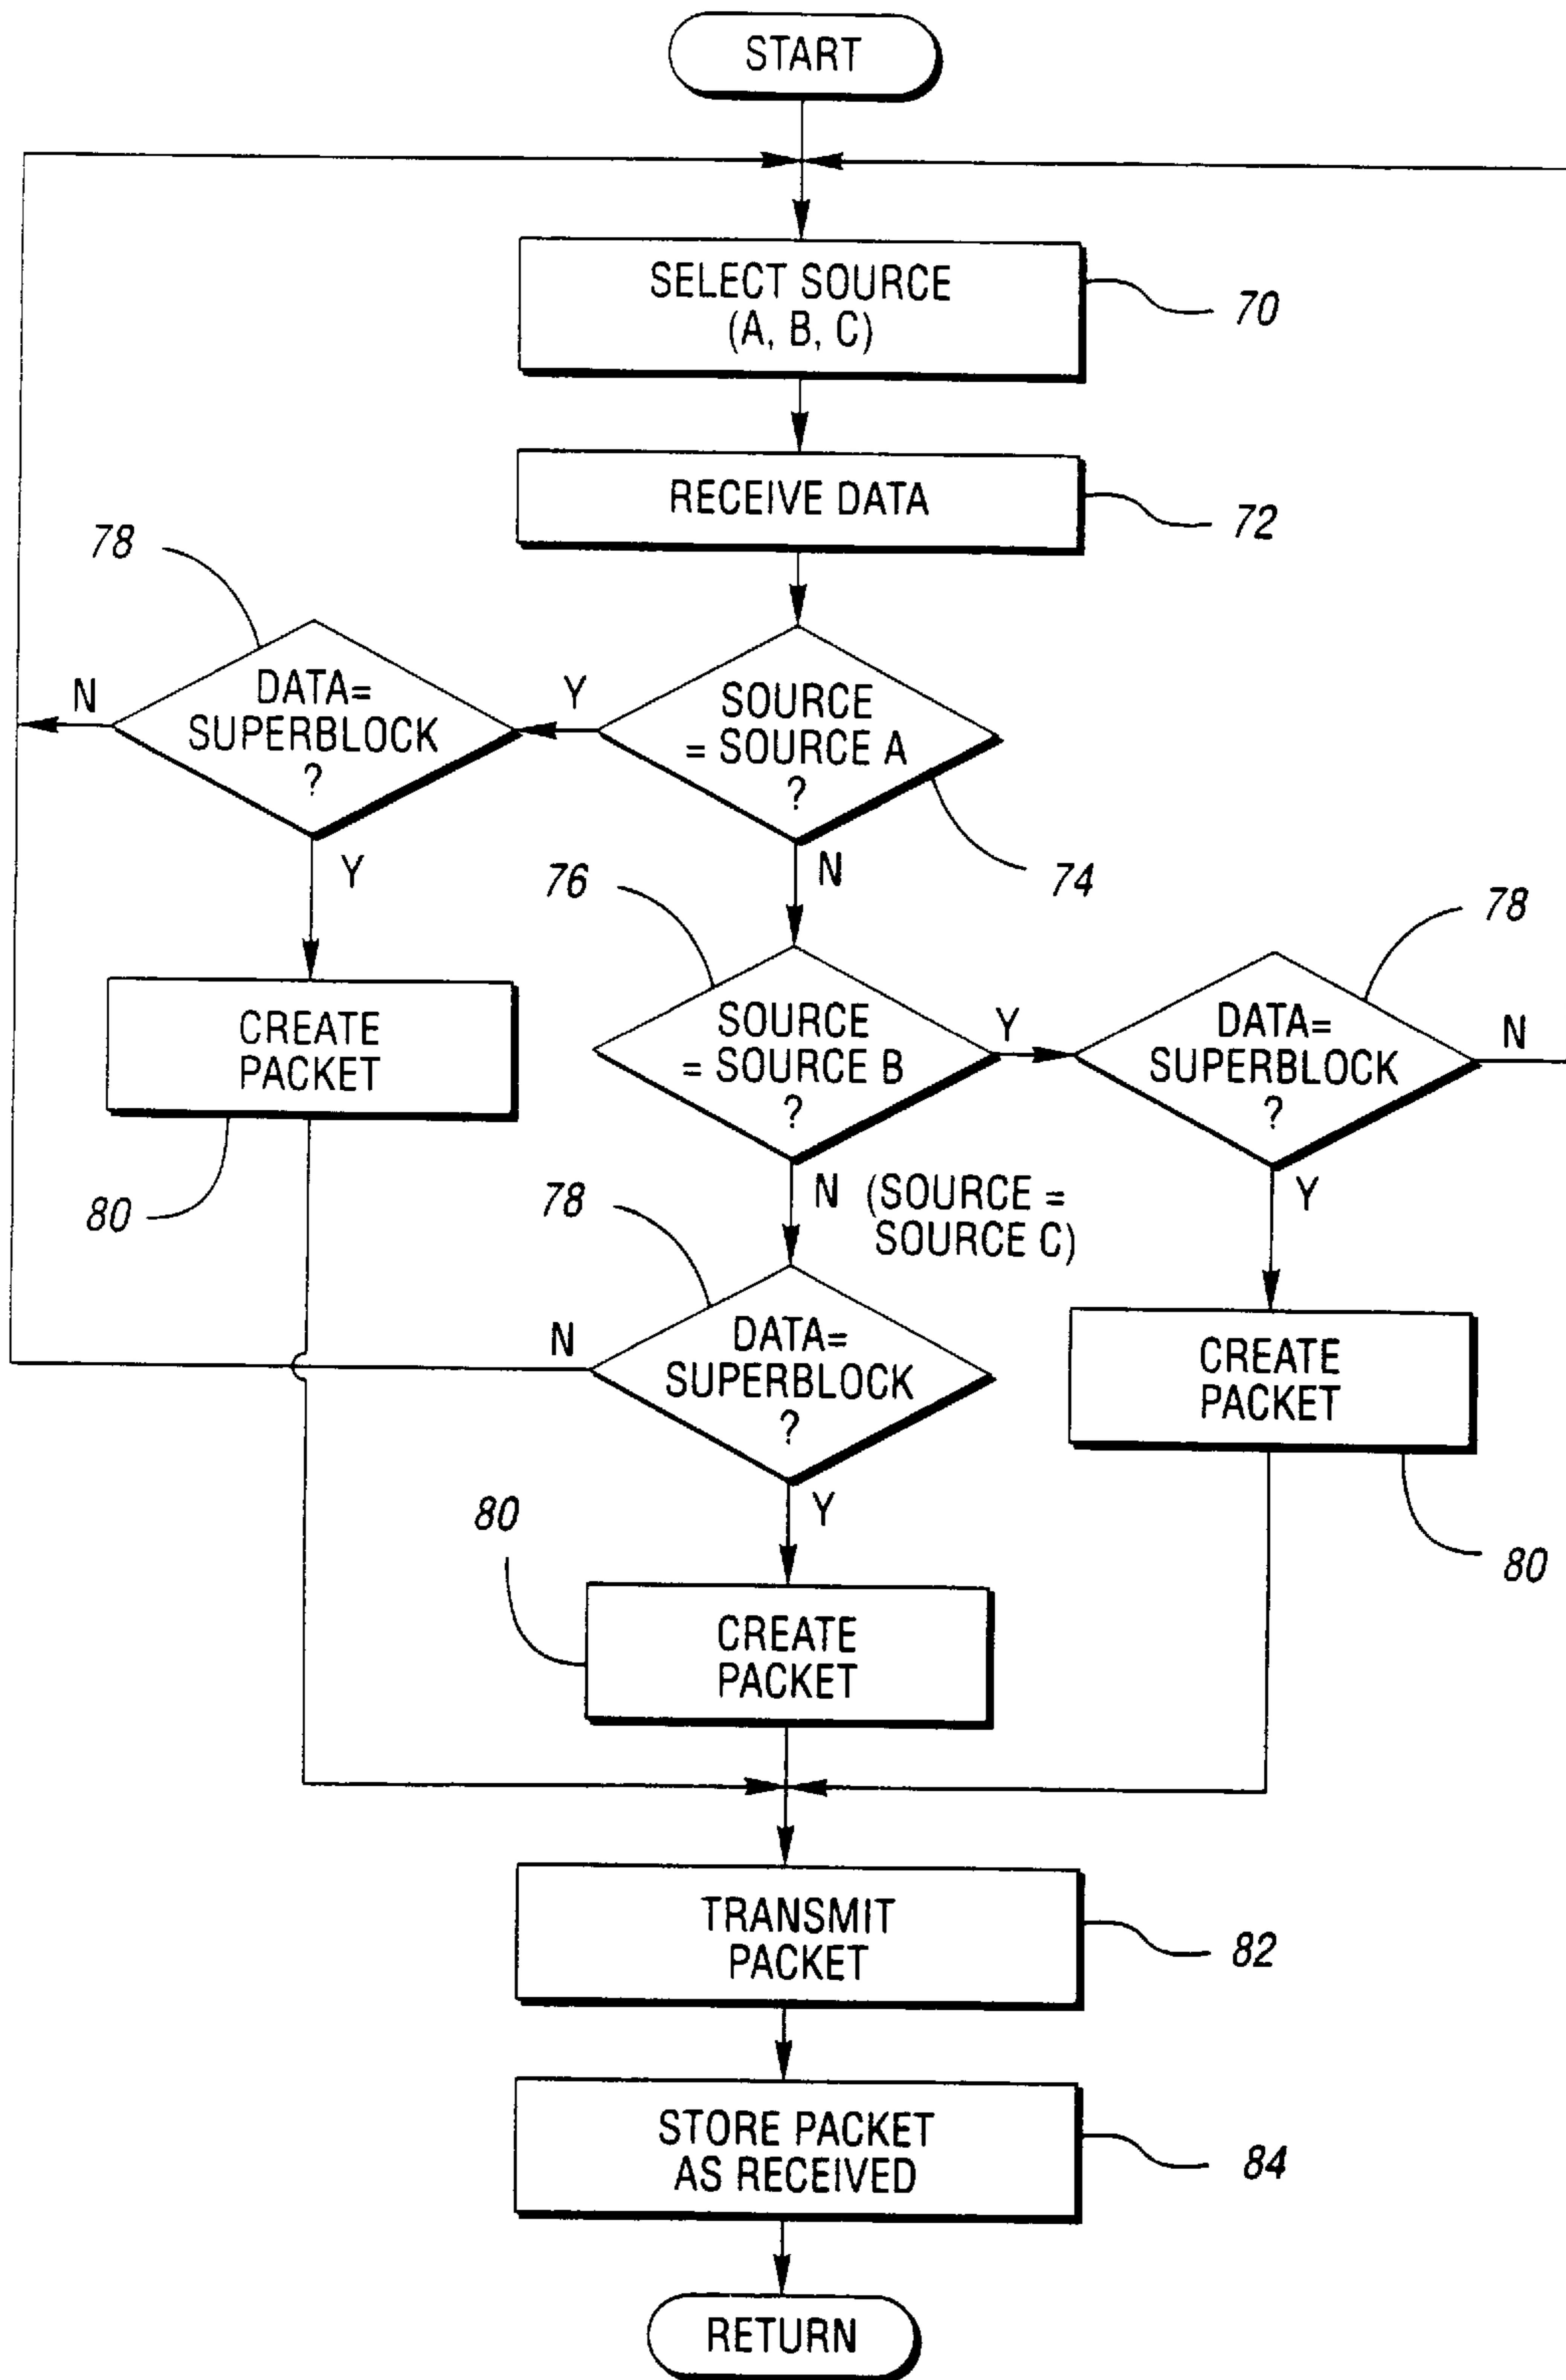 START
SELECT SOURCE
(A, B, C)
70
RECEIVE DATA
72
78
DATA=
SUPERBLOCK
?
N
Y
SOURCE
= SOURCE A
?
74
Y
N
CREATE
PACKET
80
76
SOURCE
= SOURCE B
?
Y
78
DATA=
SUPERBLOCK
?
N
N (SOURCE =
SOURCE C)
Y
78
DATA=
SUPERBLOCK
?
N
CREATE
PACKET
80
Y
80
CREATE
PACKET
TRANSMIT
PACKET
82
STORE PACKET
AS RECEIVED
84
RETURN